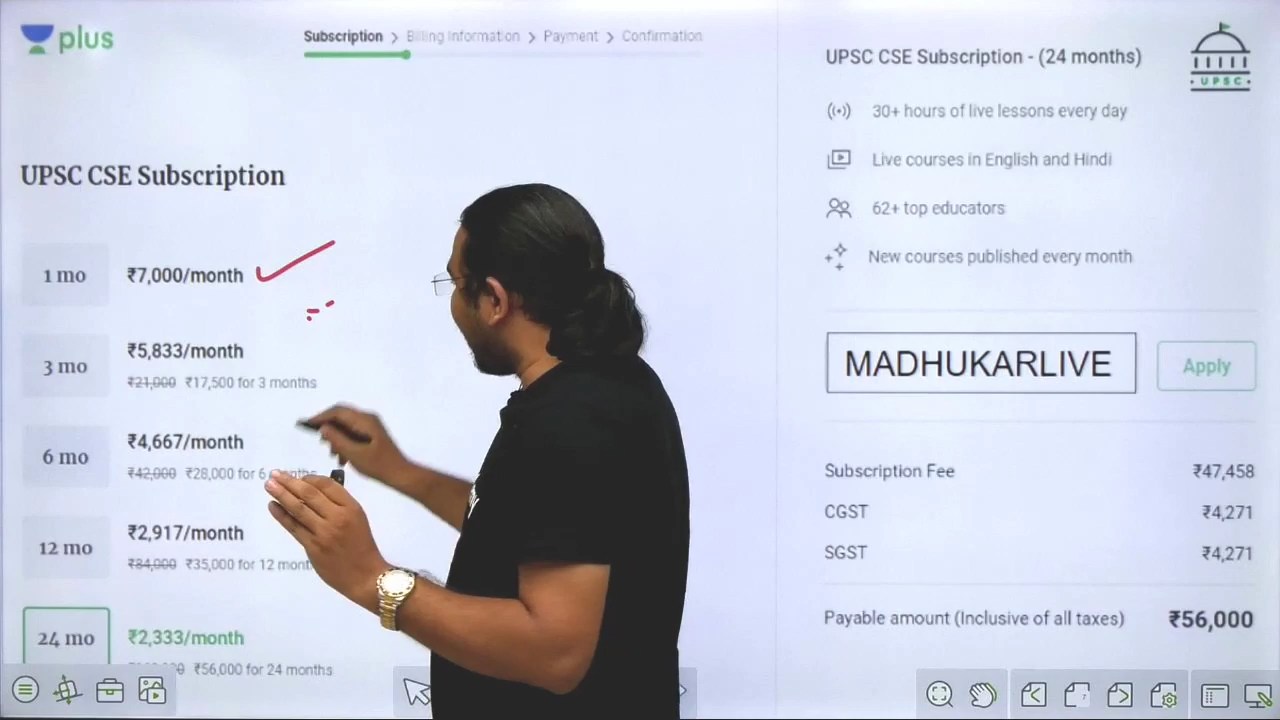 plus
Subscription > Billing Information > Payment > Confirmation
UPSC CSE Subscription
1 mo
₹7,000/month
3 mo
₹5,833/month
₹21,000 ₹17,500 for 3 months
6 mo
₹4,667/month
₹42,000 ₹28,000 for 6
12 mo
₹2,917/month
₹84,000 ₹35,000 for 12
24 mo
₹2,333/month
₹56,000 for 24 months
UPSC CSE Subscription - (24 months)
UPSC
30+ hours of live lessons every day
Live courses in English and Hindi
62+ top educators
New courses published every month
MADHUKARLIVE
Apply
Subscription Fee ₹47,458
CGST ₹4,271
SGST ₹4,271
Payable amount (Inclusive of all taxes) ₹56,000
7